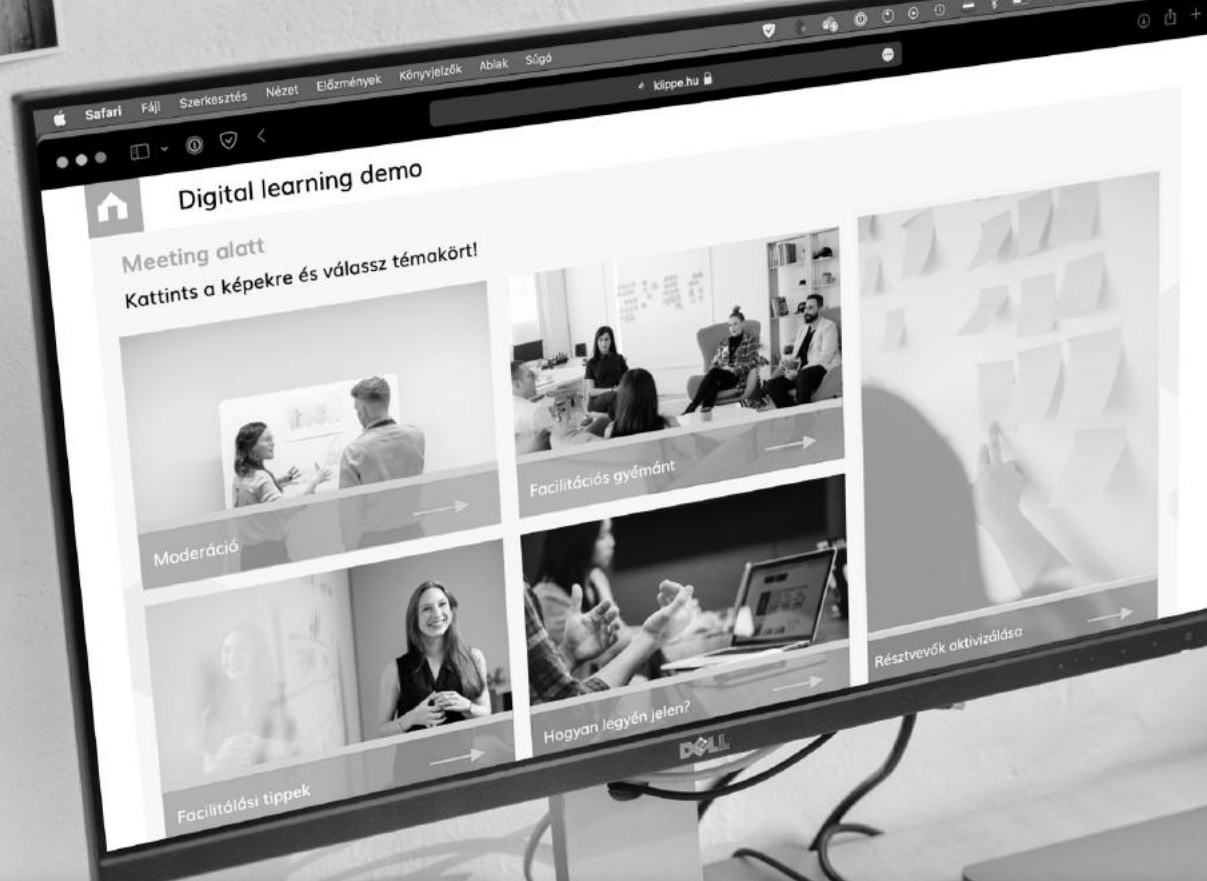 Safari Fájl Szerkesztés Nézet Előzmények Könyvjelzők Ablak Súgó
klippe.hu
Digital learning demo
Meeting alatt
Kattints a képekre és válassz témakört!
Moderáció
Facilitációs gyémánt
Résztvevők aktivizálása
Facilitálási tippek
Hogyan legyén jelen?
DELL